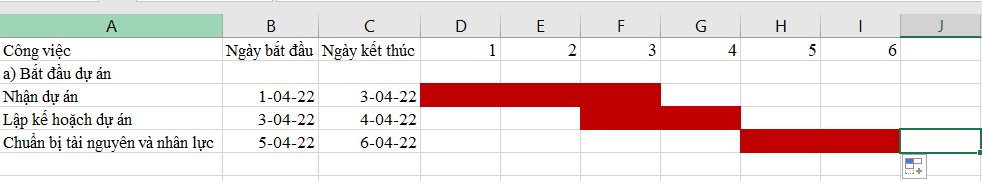 A B C D E F G H I J
Công việc Ngày bắt đầu Ngày kết thúc 1 2 3 4 5 6
a) Bắt đầu dự án
Nhận dự án 1-04-22 3-04-22
Lập kế hoặch dự án 3-04-22 4-04-22
Chuẩn bị tài nguyên và nhân lực 5-04-22 6-04-22